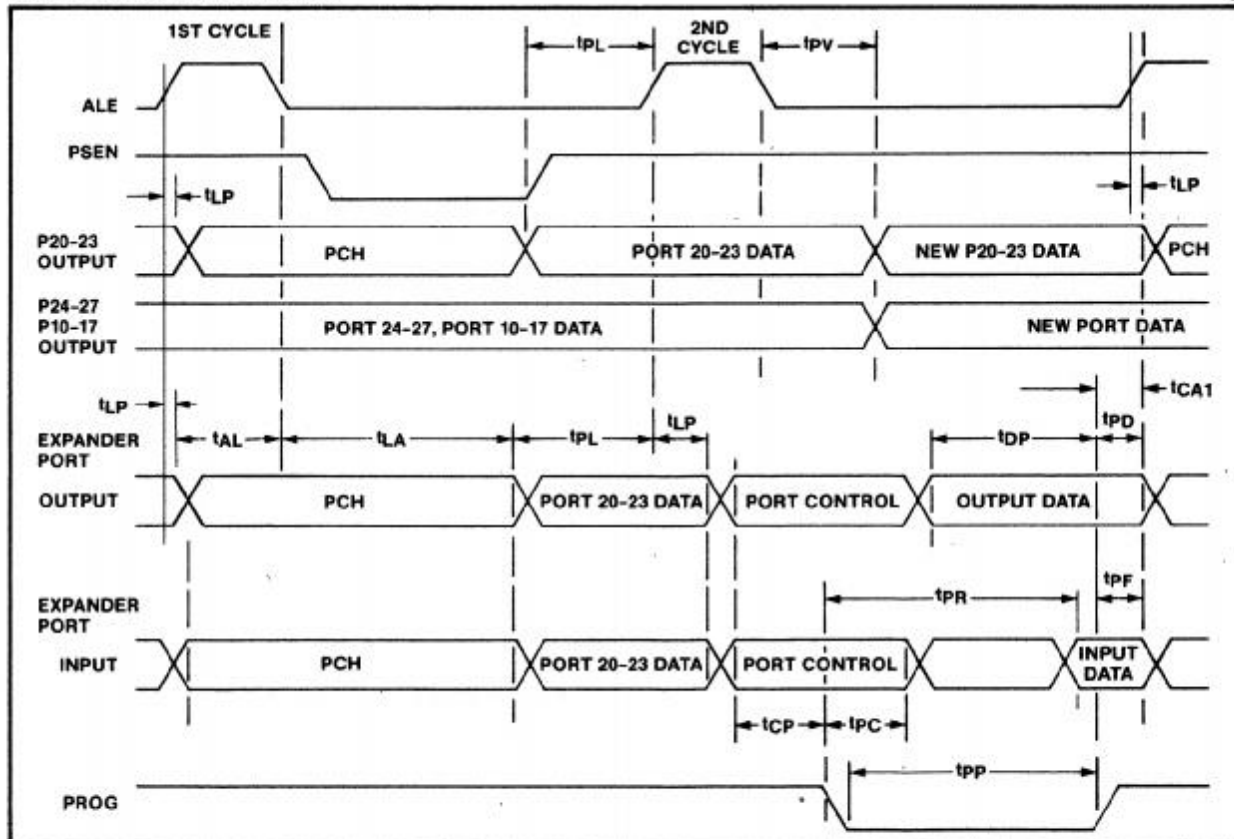 1ST CYCLE
tPL
2ND
CYCLE
tPV
ALE
PSEN
tLP
tLP
P20-23
OUTPUT
PCH
PORT 20-23 DATA
NEW P20-23 DATA
PCH
P24-27
P10-17
OUTPUT
PORT 24-27, PORT 10-17 DATA
NEW PORT DATA
tCA1
tLP
tAL
tLA
tPL
tLP
tDP
tPD
EXPANDER
PORT
OUTPUT
PCH
PORT 20-23 DATA
PORT CONTROL
OUTPUT DATA
tPR
tPF
EXPANDER
PORT
INPUT
PCH
PORT 20-23 DATA
PORT CONTROL
INPUT
DATA
tCP
tPC
tPP
PROG